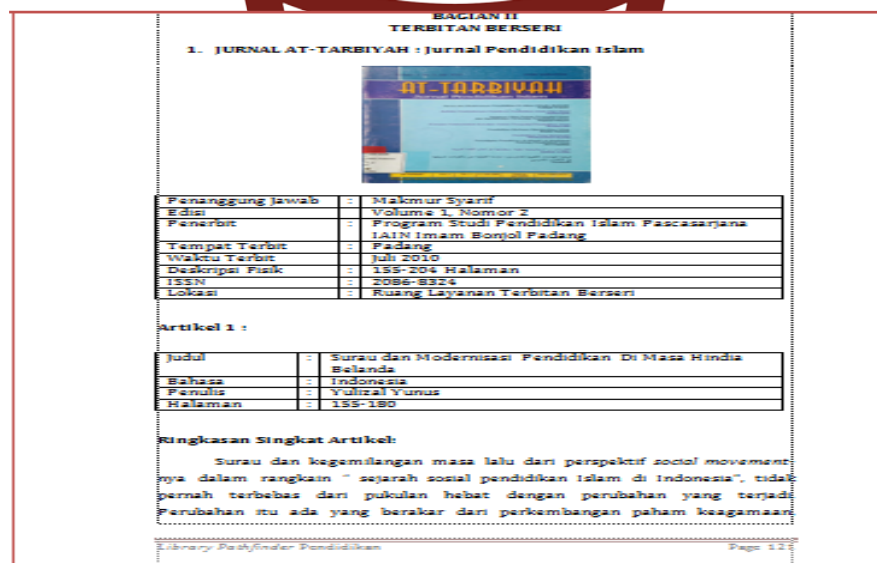 BAGIAN II
TERBITAN BERSERI
1. JURNAL AT-TARBIYAH : Jurnal Pendidikan Islam
AT-TARBIYAH
Jurnal Pendidikan Islam
Penanggung Jawab : Makmur Syarif
Edisi : Volume 1, Nomor 2
Penerbit : Program Studi Pendidikan Islam Pascasarjana
IAIN Imam Bonjol Padang
Tempat Terbit : Padang
Waktu Terbit : Juli 2010
Deskripsi Fisik : 155-204 Halaman
ISSN : 2086-8324
Lokasi : Ruang Layanan Terbitan Berseri
Artikel 1 :
Judul : Surau dan Modernisasi Pendidikan Di Masa Hindia
Belanda
Bahasa : Indonesia
Penulis : Yulizal Yunus
Halaman : 155-180
Ringkasan Singkat Artikel:
Surau dan kegemilangan masa lalu dari perspektif social movement-
nya dalam rangkain " sejarah sosial pendidikan Islam di Indonesia", tidak
pernah terbebas dari pukulan hebat dengan perubahan yang terjadi
Perubahan itu ada yang berakar dari perkembangan paham keagamaan
Library Pathfinder Pendidikan Page 121